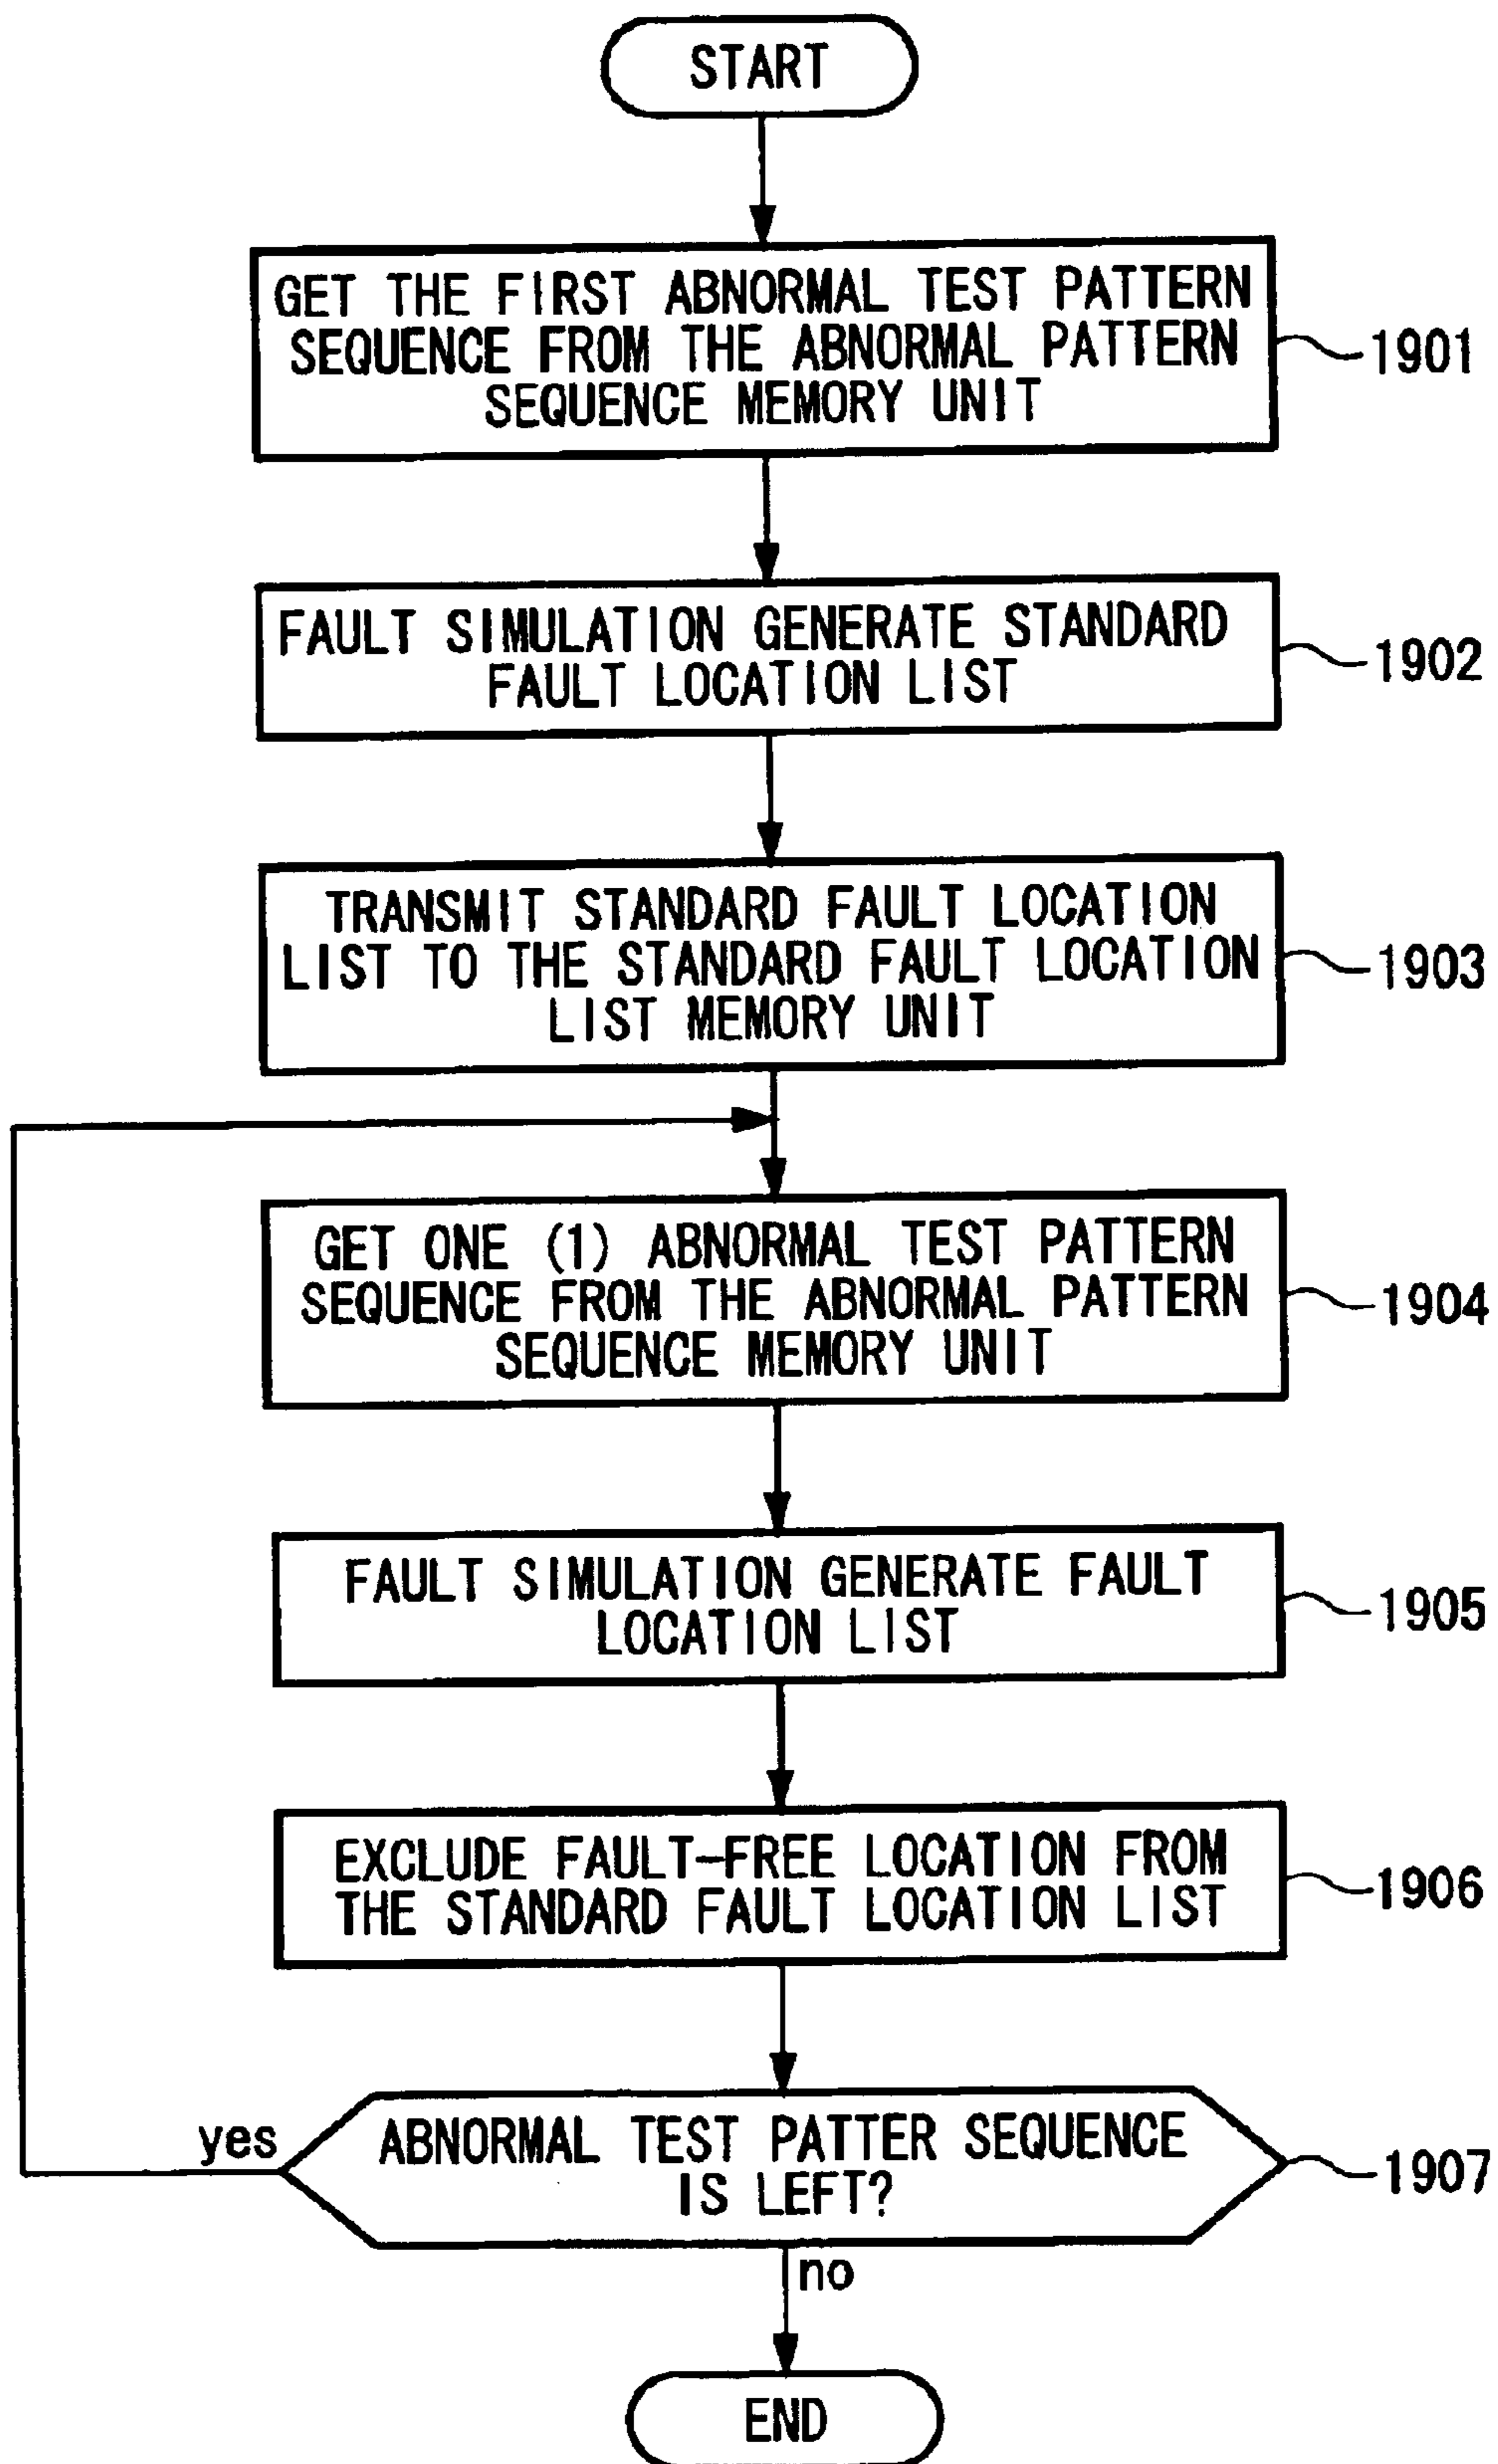 START
GET THE FIRST ABNORMAL TEST PATTERN
SEQUENCE FROM THE ABNORMAL PATTERN
SEQUENCE MEMORY UNIT
1901
FAULT SIMULATION GENERATE STANDARD
FAULT LOCATION LIST
1902
TRANSMIT STANDARD FAULT LOCATION
LIST TO THE STANDARD FAULT LOCATION
LIST MEMORY UNIT
1903
GET ONE (1) ABNORMAL TEST PATTERN
SEQUENCE FROM THE ABNORMAL PATTERN
SEQUENCE MEMORY UNIT
1904
FAULT SIMULATION GENERATE FAULT
LOCATION LIST
1905
EXCLUDE FAULT-FREE LOCATION FROM
THE STANDARD FAULT LOCATION LIST
1906
yes
ABNORMAL TEST PATTER SEQUENCE
IS LEFT?
1907
no
END